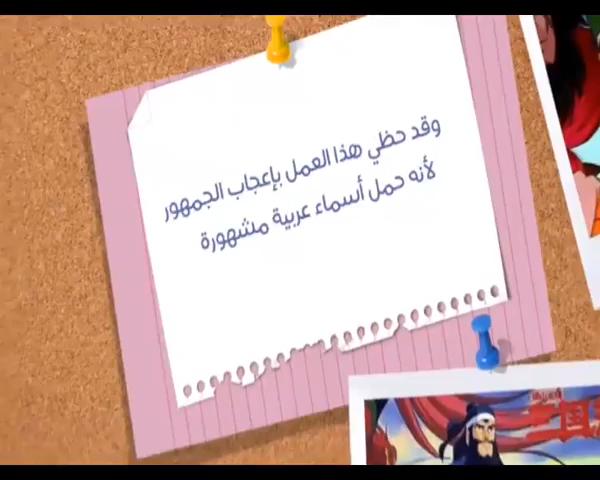 وقد حظي هذا العمل بإعجاب الجمهور
لأنه حمل أسماء عربية مشهورة